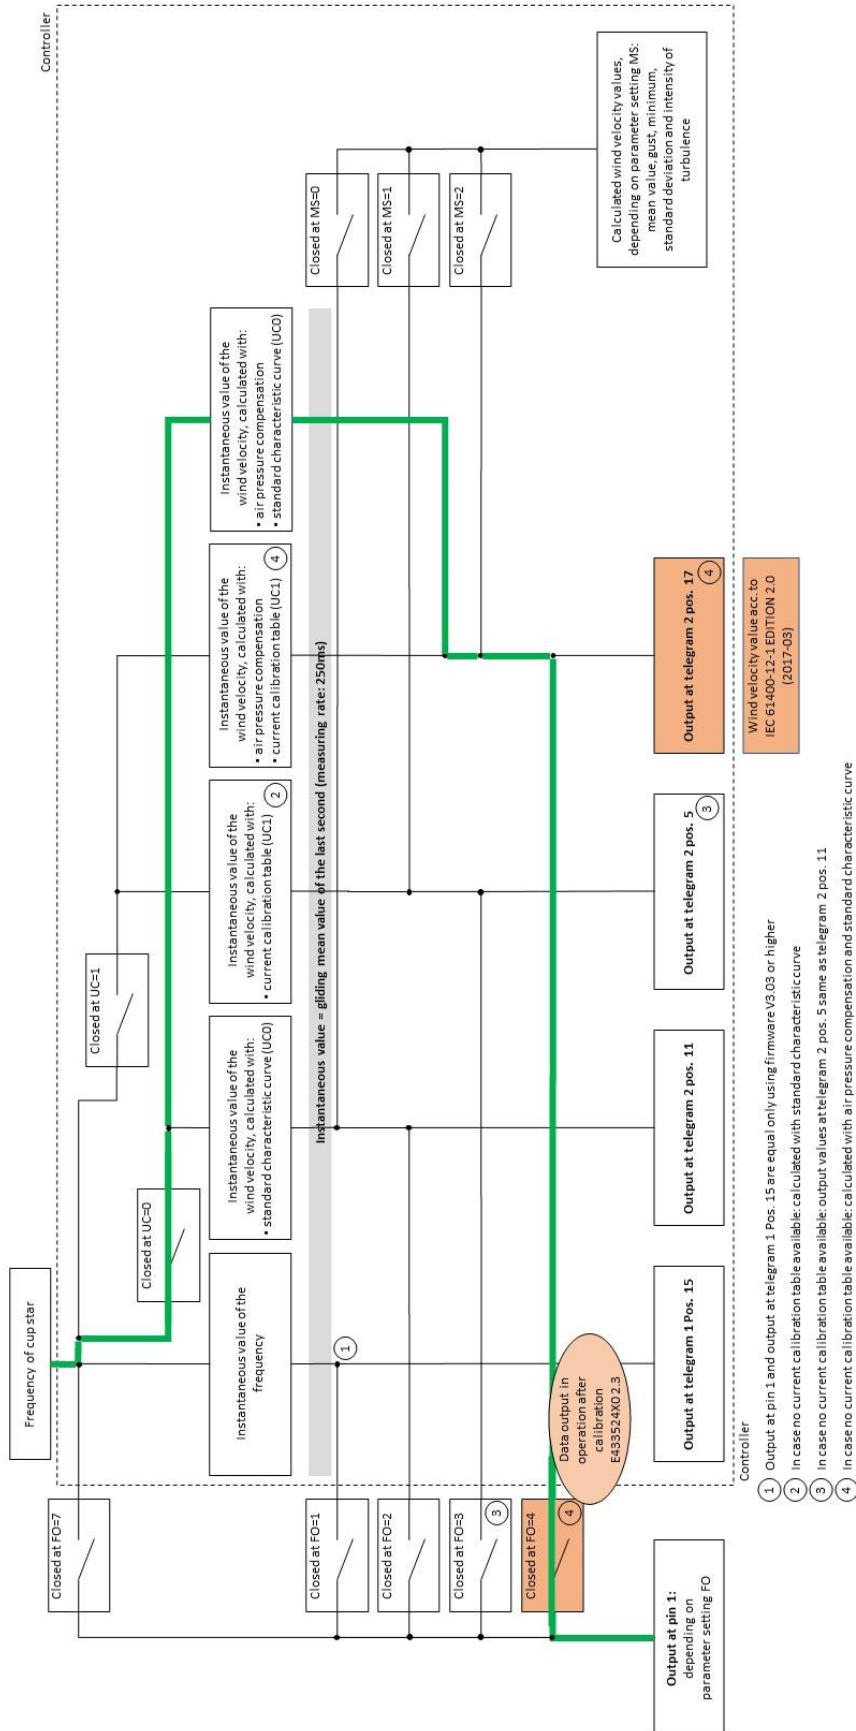 Frequency of cup star
Controller
Closed at FO=7
Closed at UC=0
Closed at UC=1
Instantaneous value of the
frequency
Instantaneous value of the
wind velocity, calculated with:
• standard characteristic curve (UC0)
Instantaneous value of the
wind velocity, calculated with:
• current calibration table (UC1)
2
Instantaneous value of the
wind velocity, calculated with:
• air pressure compensation
• current calibration table (UC1)
4
Instantaneous value of the
wind velocity, calculated with:
• air pressure compensation
• standard characteristic curve (UC0)
Instantaneous value = gliding mean value of the last second (measuring rate: 250ms)
Closed at FO=1
1
Closed at MS=0
Closed at FO=2
Closed at MS=1
Closed at FO=3
3
Closed at MS=2
Closed at FO=4
4
Data output in
operation after
calibration
E433524X0 2.3
Calculated wind velocity values,
depending on parameter setting MS:
mean value, gust, minimum,
standard deviation and intensity of
turbulence
Output at pin 1:
depending on
parameter setting FO
Output at telegram 1 Pos. 15
Output at telegram 2 pos. 11
Output at telegram 2 pos. 5
3
Output at telegram 2 pos. 17
4
Controller
Wind velocity value acc. to
IEC 61400-12-1 EDITION 2.0
(2017-03)
1 Output at pin 1 and output at telegram 1 Pos. 15 are equal only using firmware V3.03 or higher
2 In case no current calibration table available: calculated with standard characteristic curve
3 In case no current calibration table available: output values at telegram 2 pos. 5 same as telegram 2 pos. 11
4 In case no current calibration table available: calculated with air pressure compensation and standard characteristic curve